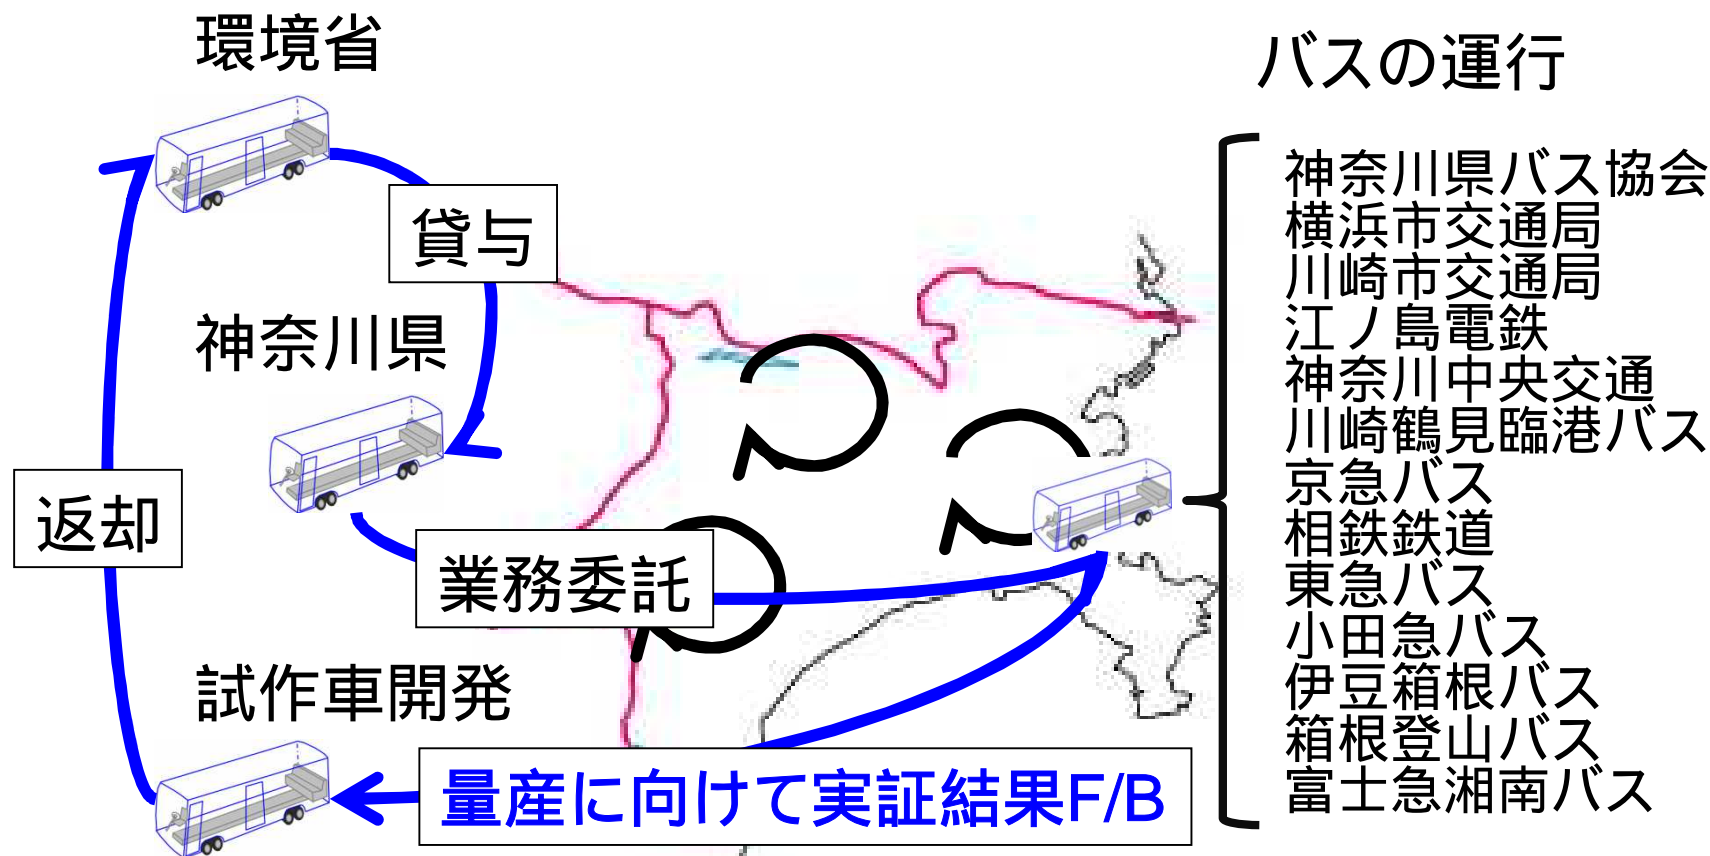 環境省
貸与
神奈川県
返却
業務委託
試作車開発
量産に向けて実証結果F/B
バスの運行
神奈川県バス協会
横浜市交通局
川崎市交通局
江ノ島電鉄
神奈川中央交通
川崎鶴見臨港バス
京急バス
相鉄鉄道
東急バス
小田急バス
伊豆箱根バス
箱根登山バス
富士急湘南バス